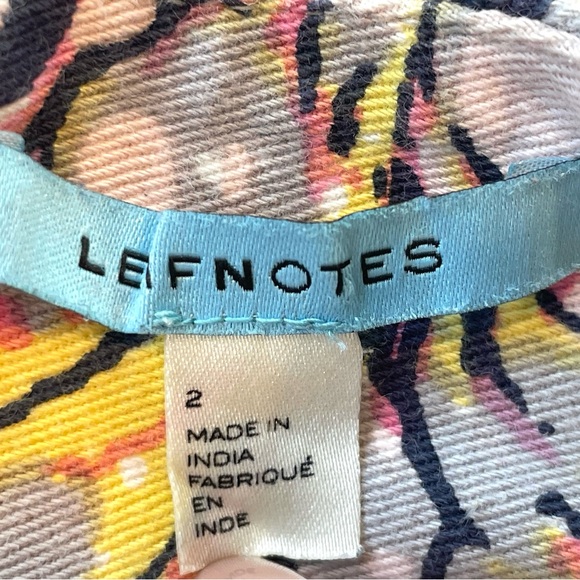 LEIFNOTES
2
MADE IN
INDIA
FABRIQUÉ
EN
INDE